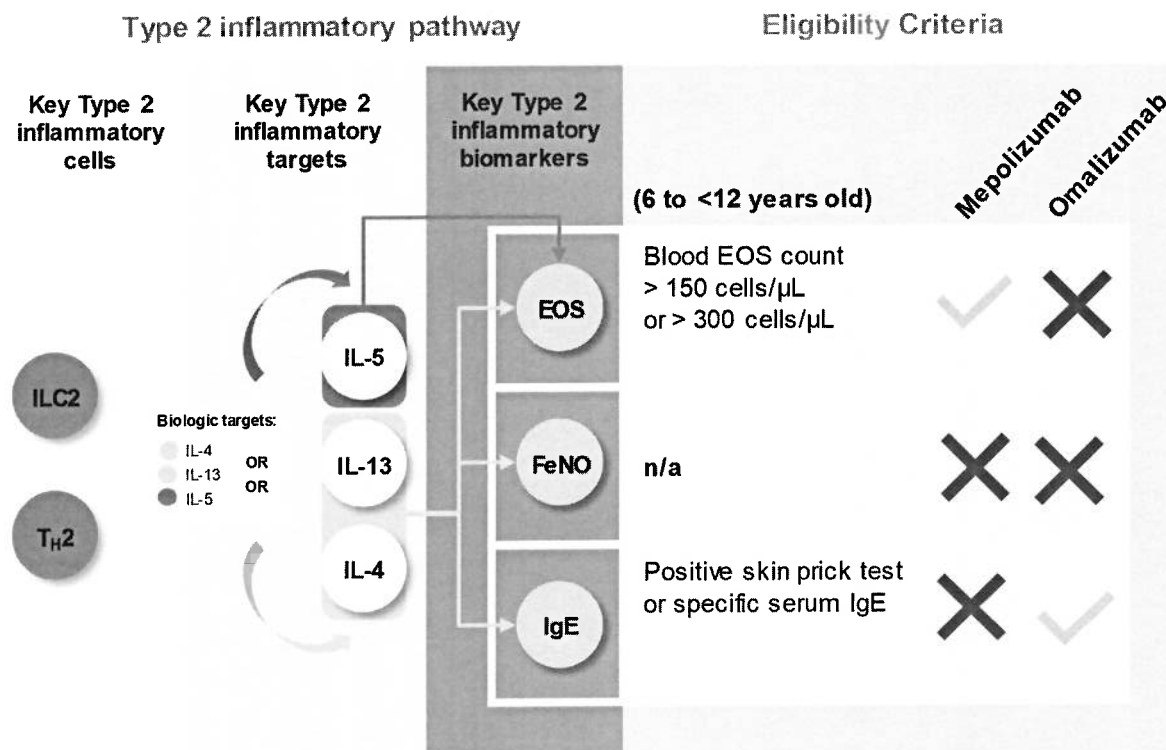 Type 2 inflammatory pathway
Eligibility Criteria
Key Type 2
inflammatory
cells
Key Type 2
inflammatory
targets
Key Type 2
inflammatory
biomarkers
(6 to <12 years old)
Mepolizumab
Omalizumab
ILC2
TH2
Biologic targets:
IL-4
OR
IL-13
OR
IL-5
IL-5
IL-13
IL-4
EOS
Blood EOS count
> 150 cells/µL
or > 300 cells/µL
FeNO
n/a
IgE
Positive skin prick test
or specific serum IgE